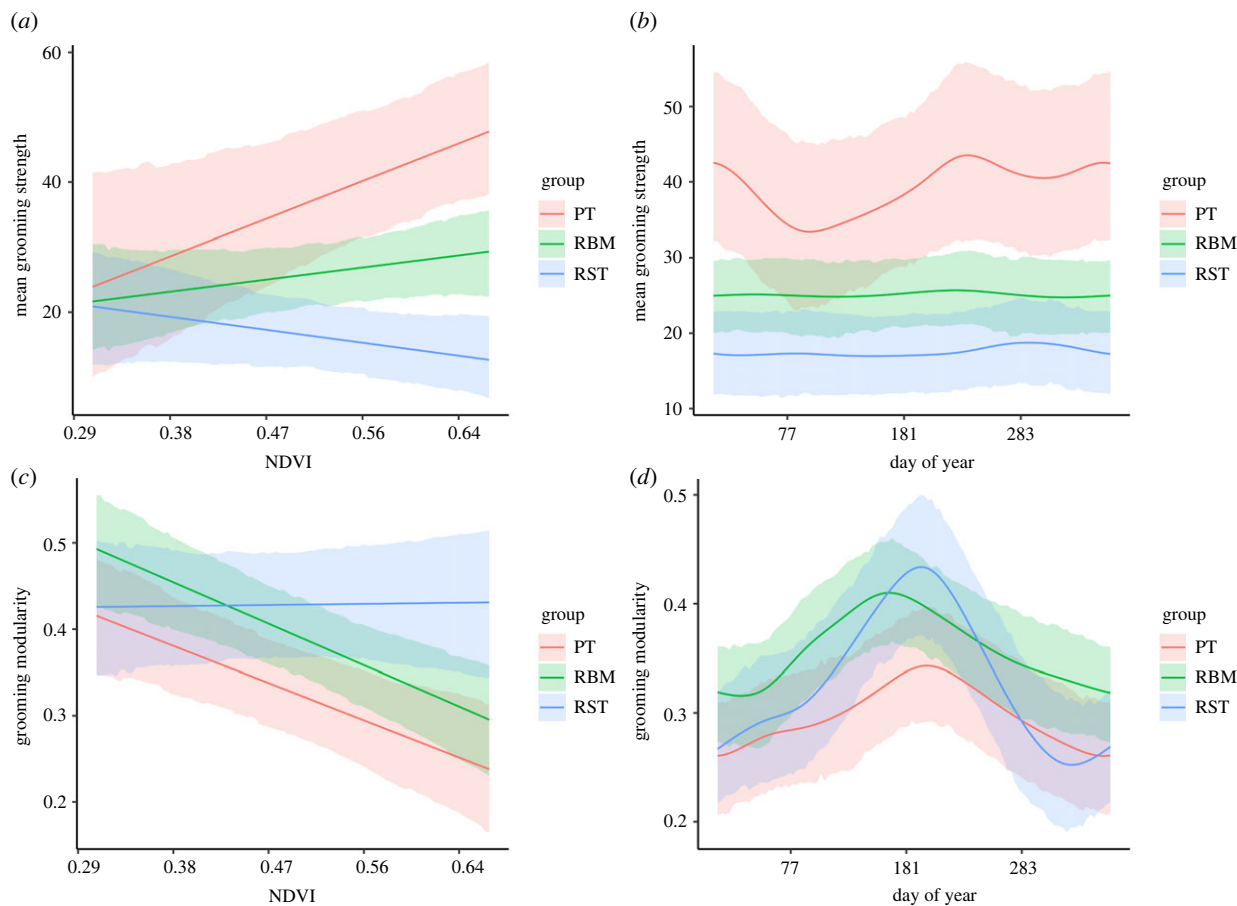 (a)
60
40
20
mean grooming strength
0.29 0.38 0.47 0.56 0.64
NDVI
group
PT
RBM
RST
(b)
50
40
30
20
10
mean grooming strength
77 181 283
day of year
group
PT
RBM
RST
(c)
0.5
0.4
0.3
0.2
grooming modularity
0.29 0.38 0.47 0.56 0.64
NDVI
group
PT
RBM
RST
(d)
0.5
0.4
0.3
0.2
grooming modularity
77 181 283
day of year
group
PT
RBM
RST